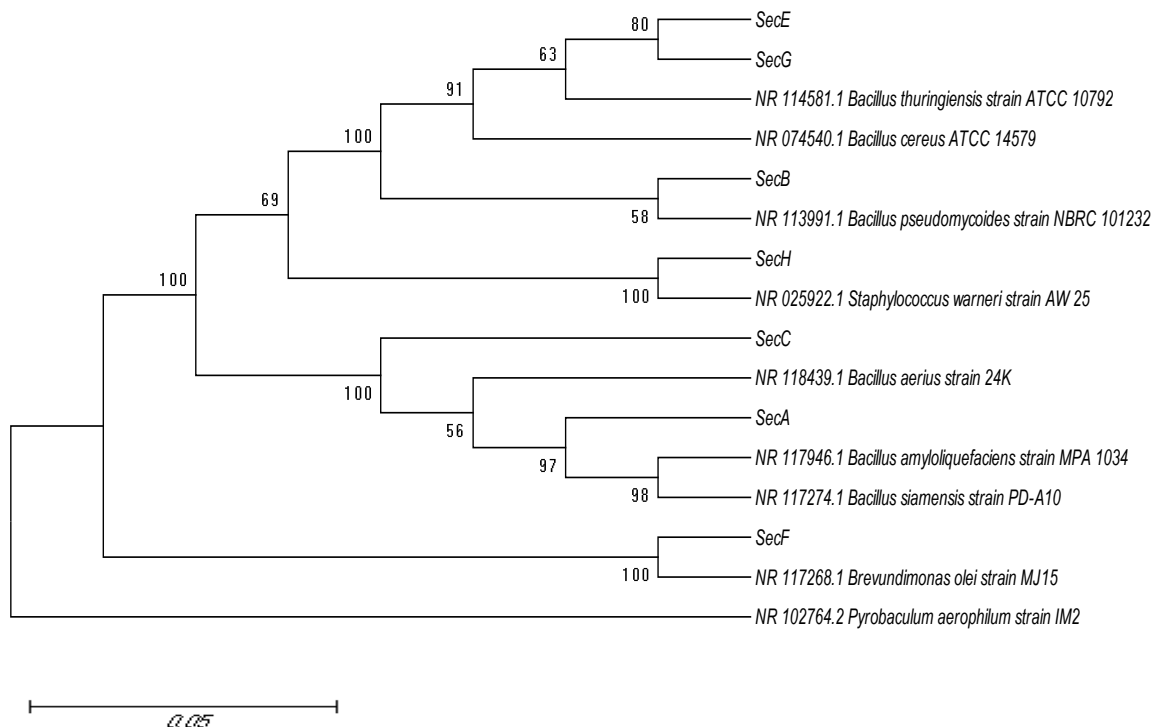 SecE
80
SecG
63
NR 114581.1 Bacillus thuringiensis strain ATCC 10792
91
NR 074540.1 Bacillus cereus ATCC 14579
100
SecB
58
NR 113991.1 Bacillus pseudomycoides strain NBRC 101232
69
SecH
100
NR 025922.1 Staphylococcus warneri strain AW 25
100
SecC
100
NR 118439.1 Bacillus aerius strain 24K
56
SecA
97
NR 117946.1 Bacillus amyloliquefaciens strain MPA 1034
98
NR 117274.1 Bacillus siamensis strain PD-A10
SecF
100
NR 117268.1 Brevundimonas olei strain MJ15
NR 102764.2 Pyrobaculum aerophilum strain IM2
0.05